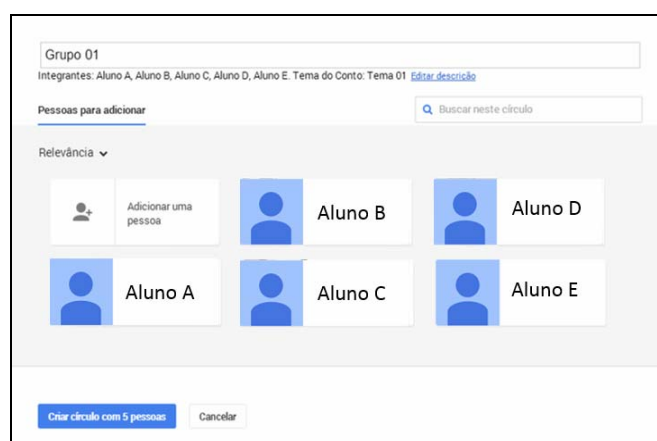 Grupo 01
Integrantes: Aluno A, Aluno B, Aluno C, Aluno D, Aluno E. Tema do Conto: Tema 01 Editar descrição
Pessoas para adicionar
Buscar neste círculo
Relevância
Adicionar uma
pessoa
Aluno B
Aluno D
Aluno A
Aluno C
Aluno E
Criar círculo com 5 pessoas
Cancelar